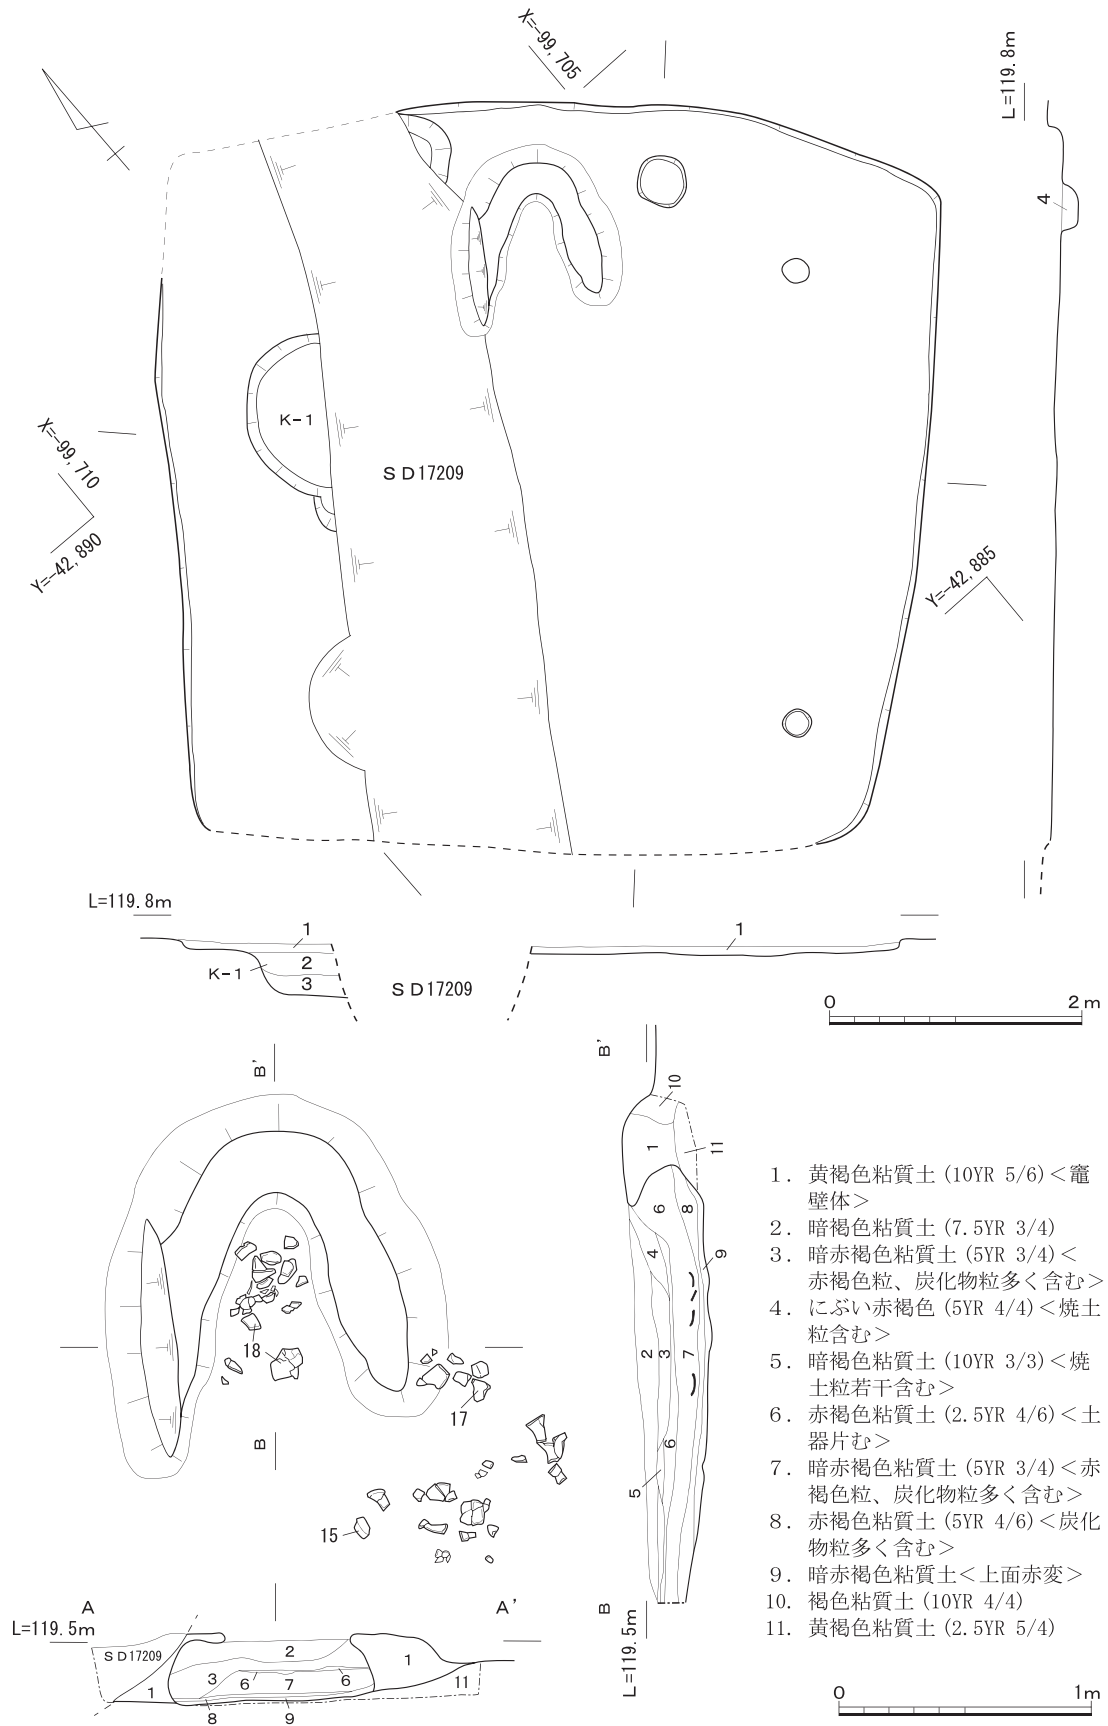 X=-99,705
L=119.8m
4
K-1
SD17209
X=-99,710
Y=-42,890
Y=-42,885
L=119.8m
1
1
K-1
2
3
SD17209
0
2m
B'
B'
10
1
11
6
8
4
9
2
3
7
6
5
18
17
B
15
B
L=119.5m
A
A'
L=119.5m
SD17209
2
1
3
6
7
6
1
11
8
9
1. 黄褐色粘質土(10YR 5/6)<竈
壁体>
2. 暗褐色粘質土(7.5YR 3/4)
3. 暗赤褐色粘質土(5YR 3/4)<
赤褐色粒、炭化物粒多く含む>
4. にぶい赤褐色(5YR 4/4)<焼土
粒含む>
5. 暗褐色粘質土(10YR 3/3)<焼
土粒若干含む>
6. 赤褐色粘質土(2.5YR 4/6)<土
器片む>
7. 暗赤褐色粘質土(5YR 3/4)<赤
褐色粒、炭化物粒多く含む>
8. 赤褐色粘質土(5YR 4/6)<炭化
物粒多く含む>
9. 暗赤褐色粘質土<上面赤変>
10. 褐色粘質土(10YR 4/4)
11. 黄褐色粘質土(2.5YR 5/4)
0
1m